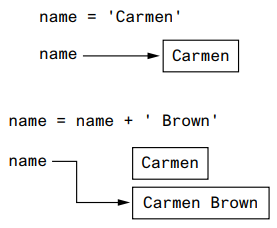 name = 'Carmen'
name Carmen
name = name + ' Brown'
name Carmen
Carmen Brown